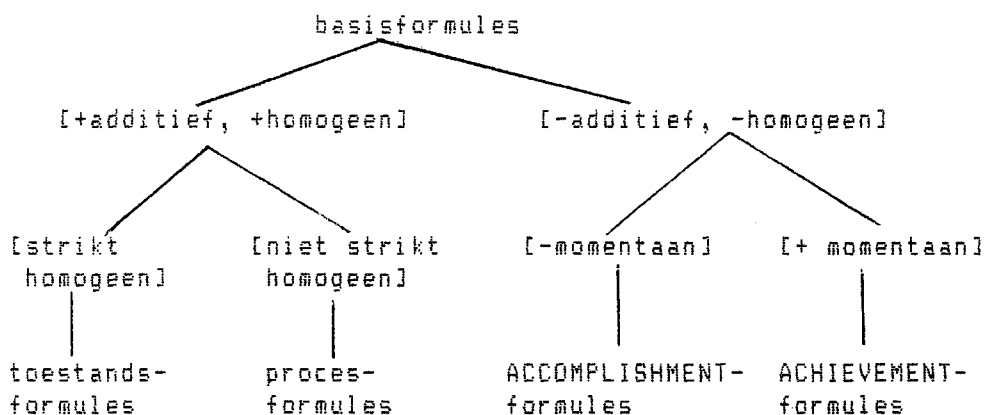 basisformules
[+additief, +homogeen] [-additief, -homogeen]
[strikt homogeen] [niet strikt homogeen] [-momentaan] [+ momentaan]
toestands- proces- ACCOMPLISHMENT- ACHIEVEMENT-
formules formules formules formules